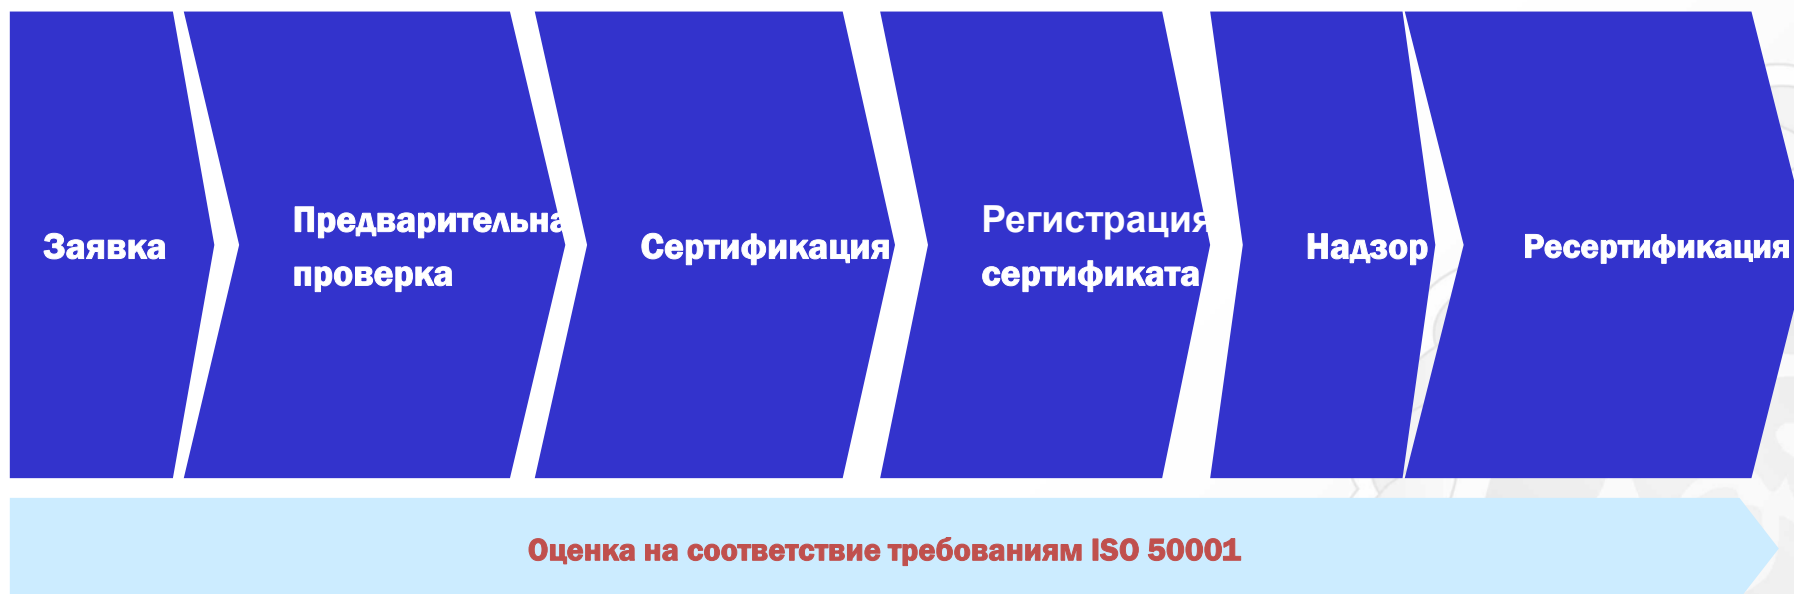 Заявка
Предварительна
проверка
Сертификация
Регистрация
сертификата
Надзор
Ресертификация
Оценка на соответствие требованиям ISO 50001